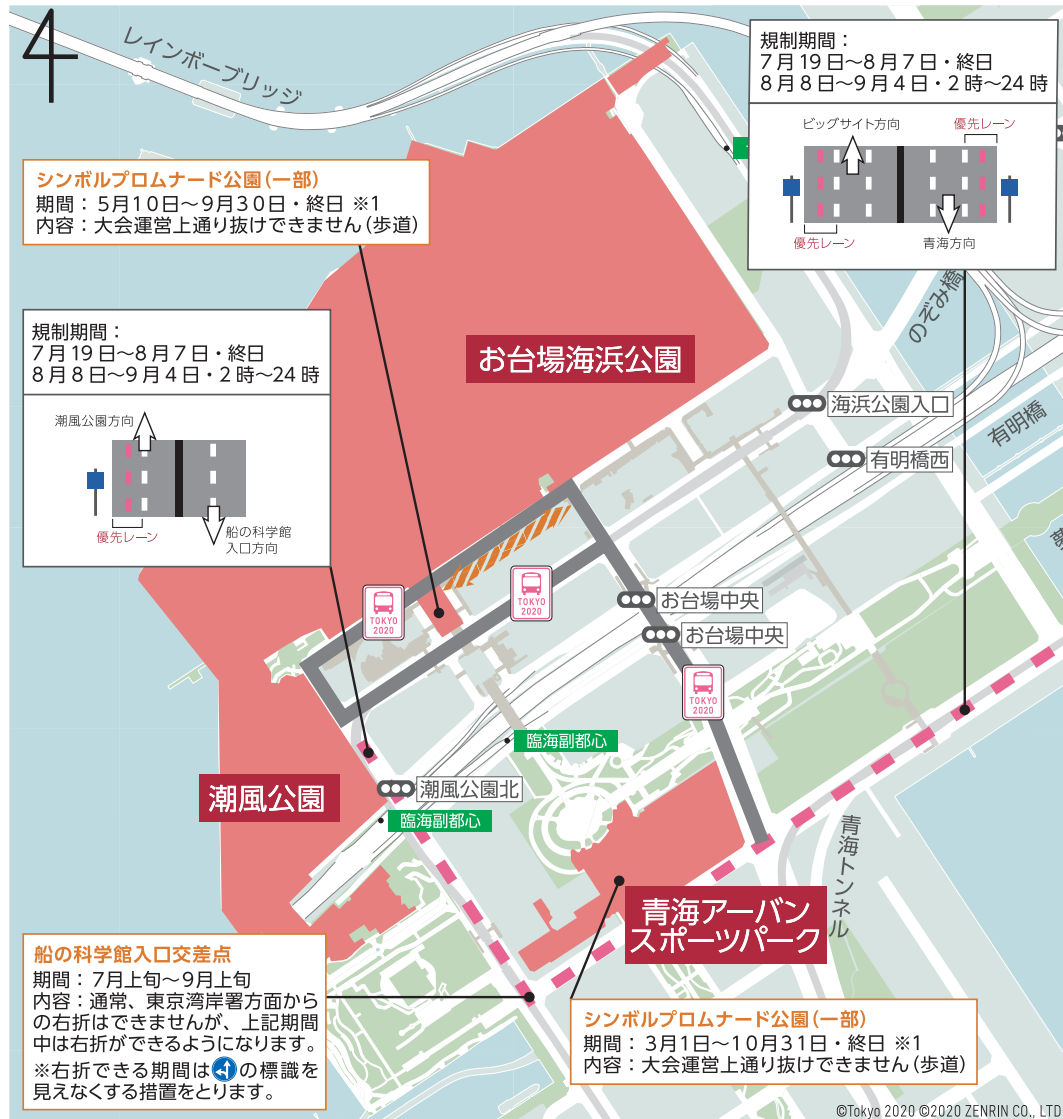 4
レインボーブリッジ
規制期間：
7月19日～8月7日・終日
8月8日～9月4日・2時～24時
ビッグサイト方向
優先レーン
優先レーン
青海方向
シンボルプロムナード公園（一部）
期間：5月10日～9月30日・終日 ※1
内容：大会運営上通り抜けできません（歩道）
のぞみ橋
規制期間：
7月19日～8月7日・終日
8月8日～9月4日・2時～24時
潮風公園方向
優先レーン
船の科学館
入口方向
お台場海浜公園
海浜公園入口
有明橋
有明橋西
TOKYO
2020
TOKYO
2020
お台場中央
お台場中央
TOKYO
2020
臨海副都心
潮風公園
潮風公園北
臨海副都心
青海トンネル
青海アーバン
スポーツパーク
船の科学館入口交差点
期間：7月上旬～9月上旬
内容：通常、東京湾岸署方面から
の右折はできませんが、上記期間
中は右折ができるようになります。
※右折できる期間はの標識を
見えなくする措置をとります。
シンボルプロムナード公園（一部）
期間：3月1日～10月31日・終日 ※1
内容：大会運営上通り抜けできません（歩道）
©Tokyo 2020 ©2020 ZENRIN CO., LTD